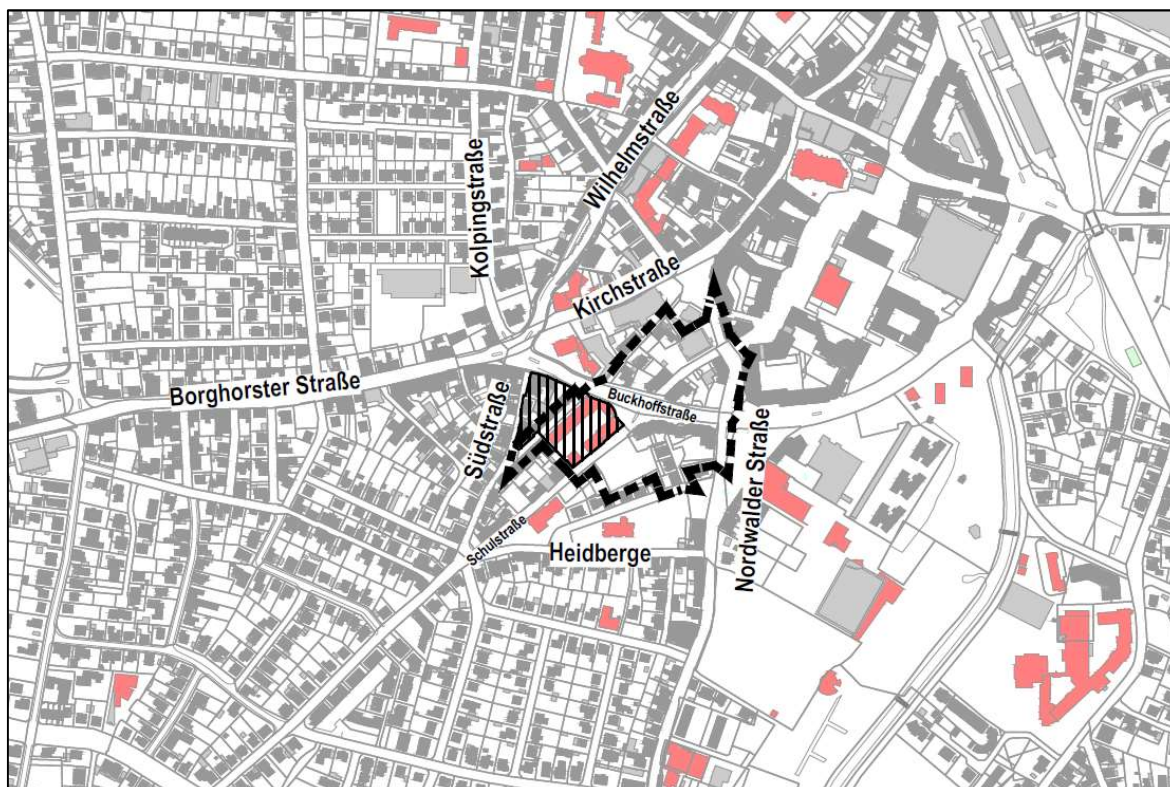 Wilhelmstraße
Kolpingstraße
Kirchstraße
Borghorster Straße
Buckhoffstraße
Südstraße
Nordwalder Straße
Schulstraße
Heidberge